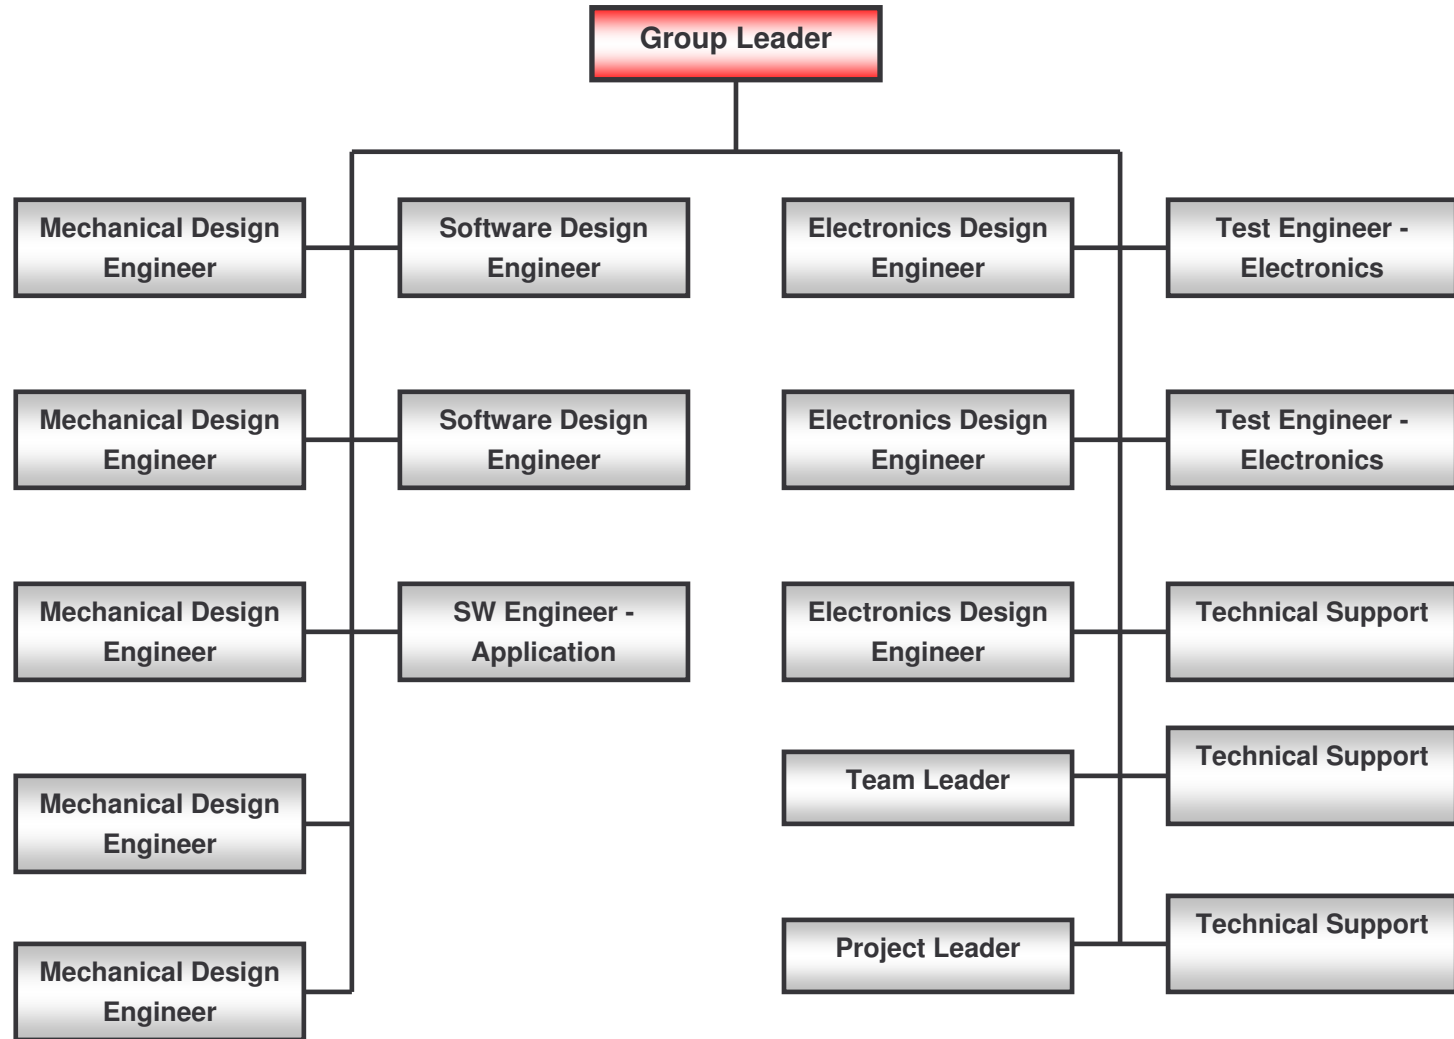 Group Leader
Mechanical Design
Engineer
Software Design
Engineer
Electronics Design
Engineer
Test Engineer -
Electronics
Mechanical Design
Engineer
Software Design
Engineer
Electronics Design
Engineer
Test Engineer -
Electronics
Mechanical Design
Engineer
SW Engineer -
Application
Electronics Design
Engineer
Technical Support
Mechanical Design
Engineer
Team Leader
Technical Support
Mechanical Design
Engineer
Project Leader
Technical Support